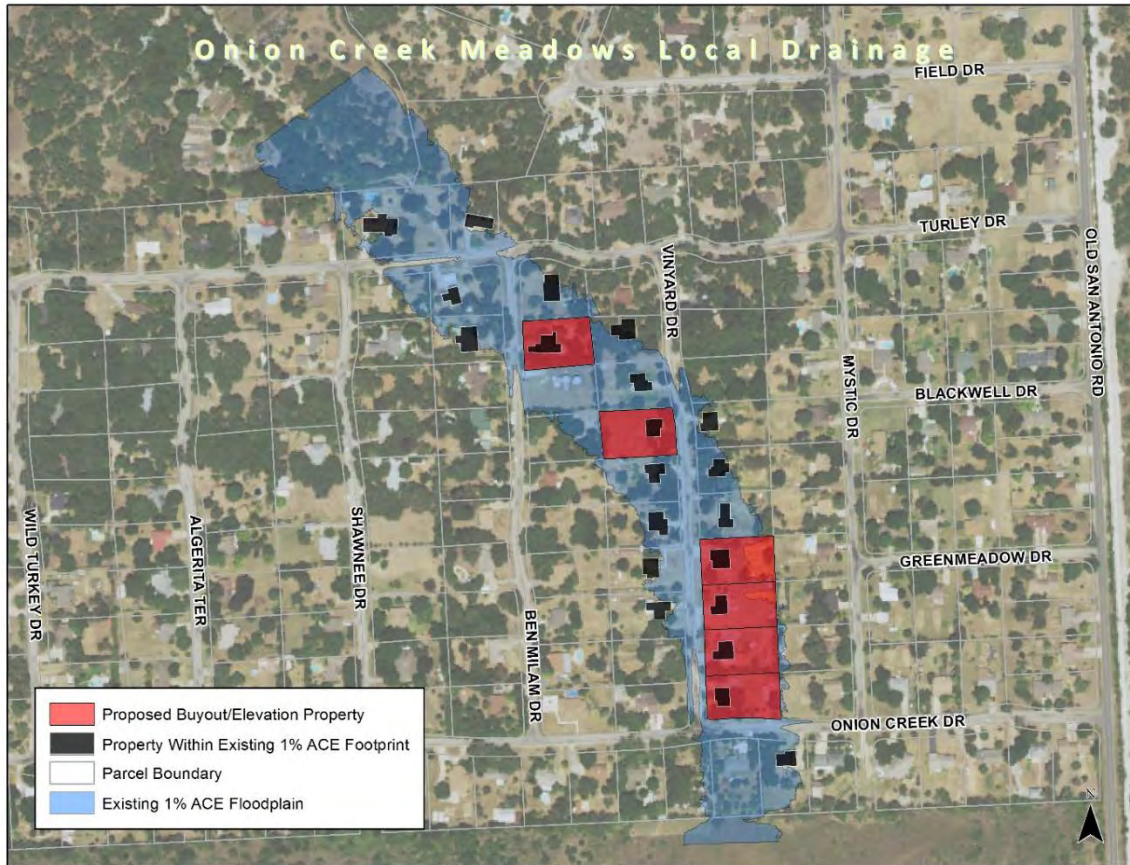 Onion Creek Meadows Local Drainage
FIELD DR
TURLEY DR
VINYARD DR
OLD SAN ANTONIO RD
MYSTIC DR
BLACKWELL DR
WILD TURKEY DR
ALGERITA TER
SHAWNEE DR
BEN MILAM DR
GREENMEADOW DR
ONION CREEK DR
Proposed Buyout/Elevation Property
Property Within Existing 1% ACE Footprint
Parcel Boundary
Existing 1% ACE Floodplain
N